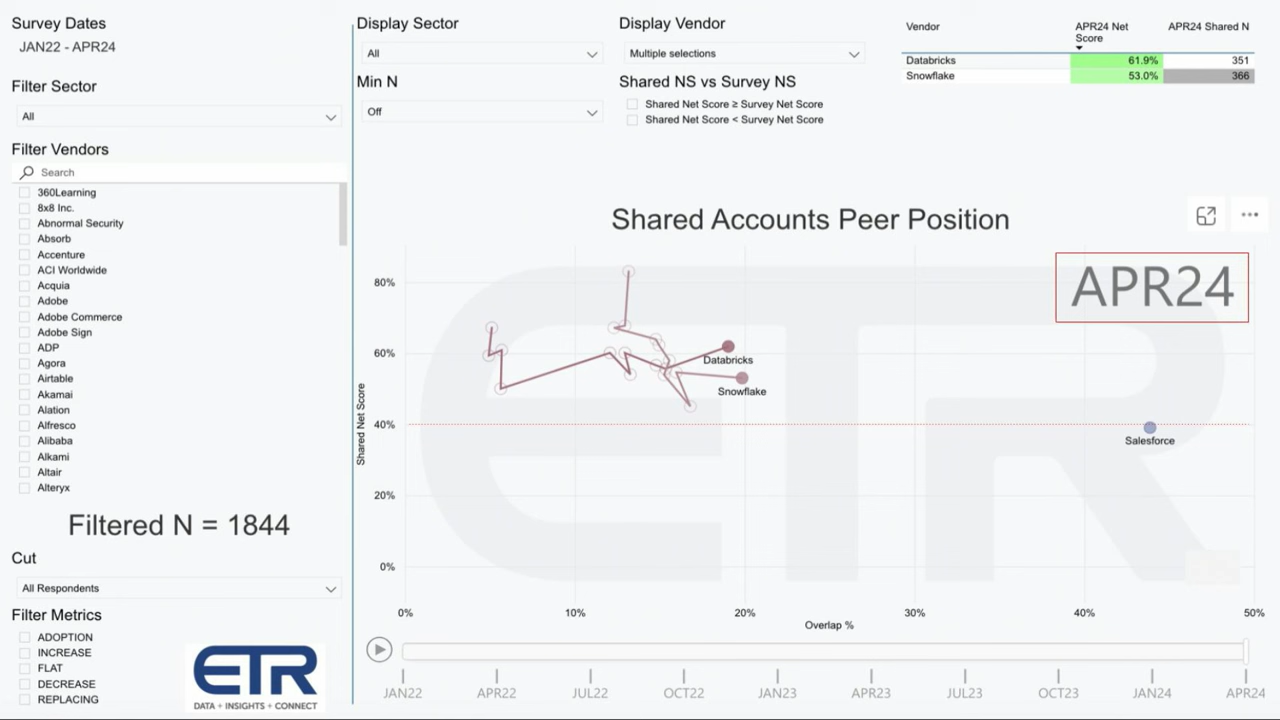 Survey Dates
JAN22 - APR24
Filter Sector
All
Filter Vendors
Search
360Learning
8x8 Inc.
Abnormal Security
Absorb
Accenture
ACI Worldwide
Acquia
Adobe
Adobe Commerce
Adobe Sign
ADP
Agora
Airtable
Akamai
Alation
Alfresco
Alibaba
Alkami
Altair
Alteryx
Filtered N = 1844
Cut
All Respondents
Filter Metrics
ADOPTION
INCREASE
FLAT
DECREASE
REPLACING
ETR
DATA + INSIGHTS + CONNECT
Display Sector
All
Min N
Off
Display Vendor
Multiple selections
Shared NS vs Survey NS
Shared Net Score ≥ Survey Net Score
Shared Net Score < Survey Net Score
Vendor APR24 Net Score APR24 Shared N
Databricks 61.9% 351
Snowflake 53.0% 366
Shared Accounts Peer Position
APR24
80%
60%
40%
20%
0%
Shared Net Score
Databricks
Snowflake
Salesforce
ETR
0% 10% 20% 30% 40% 50%
Overlap %
JAN22 APR22 JUL22 OCT22 JAN23 APR23 JUL23 OCT23 JAN24 APR24